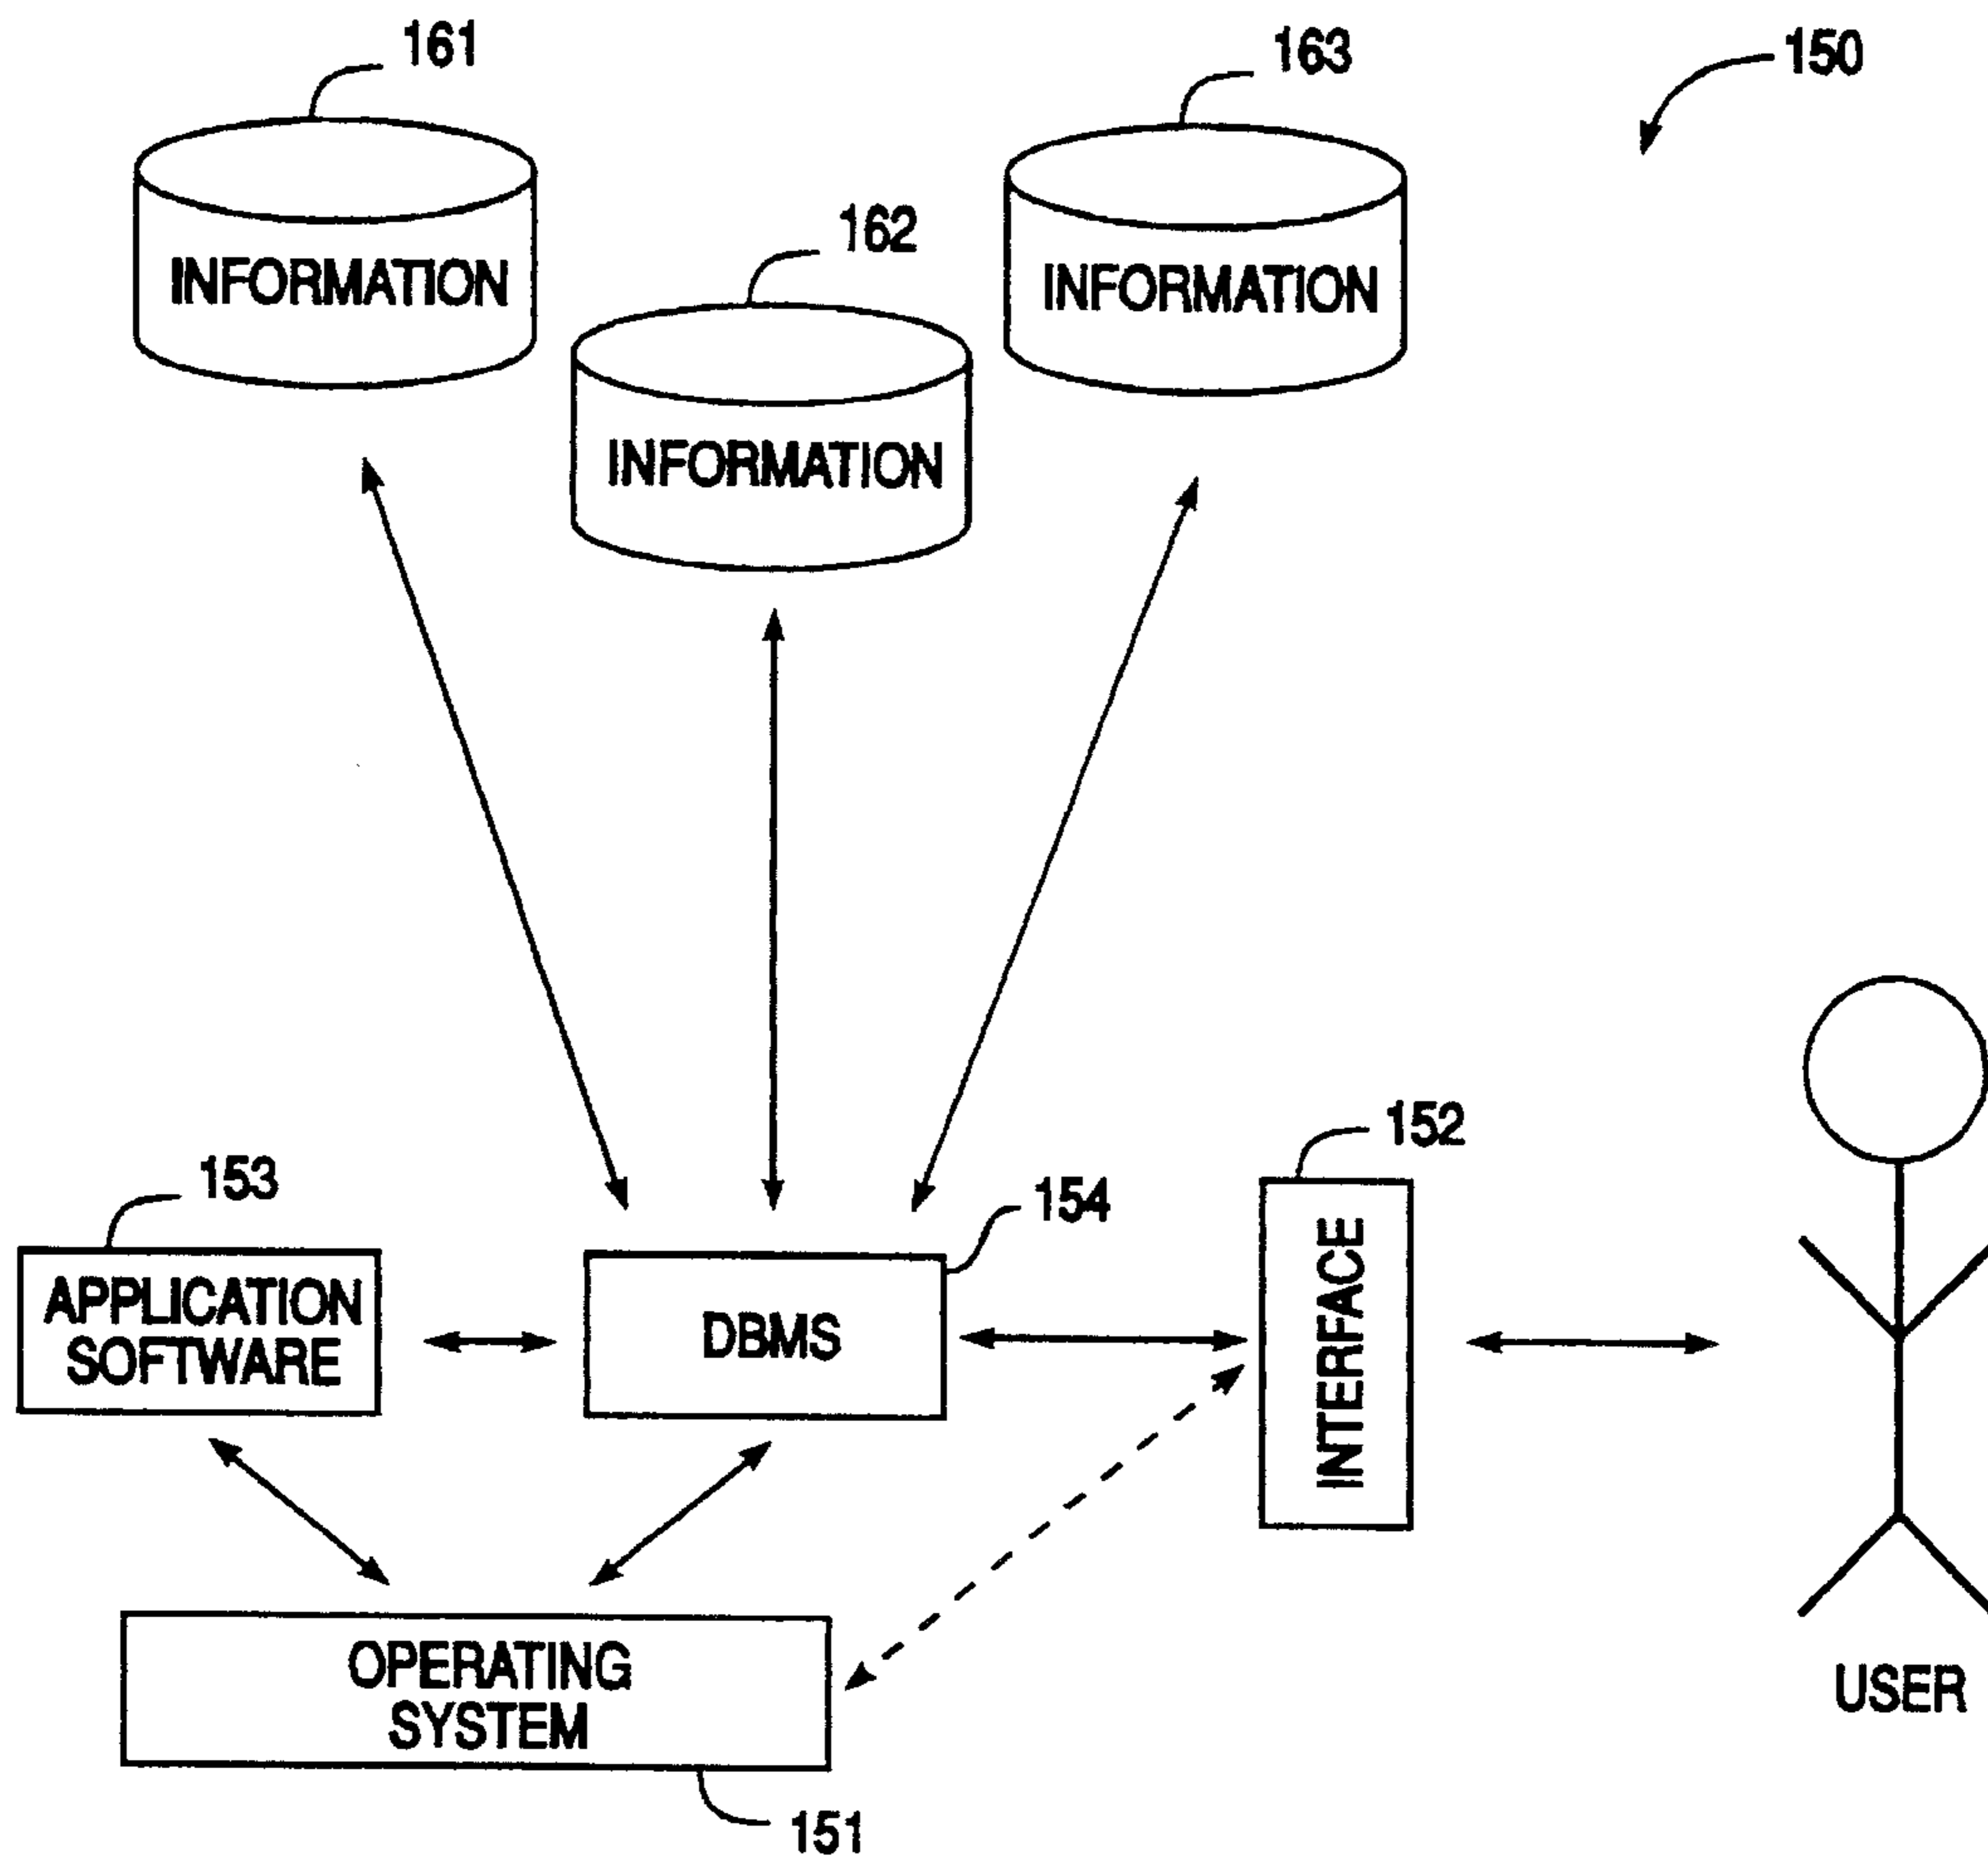 161
163
150
162
INFORMATION
INFORMATION
INFORMATION
152
153
154
APPLICATION
SOFTWARE
DBMS
INTERFACE
OPERATING
SYSTEM
USER
151